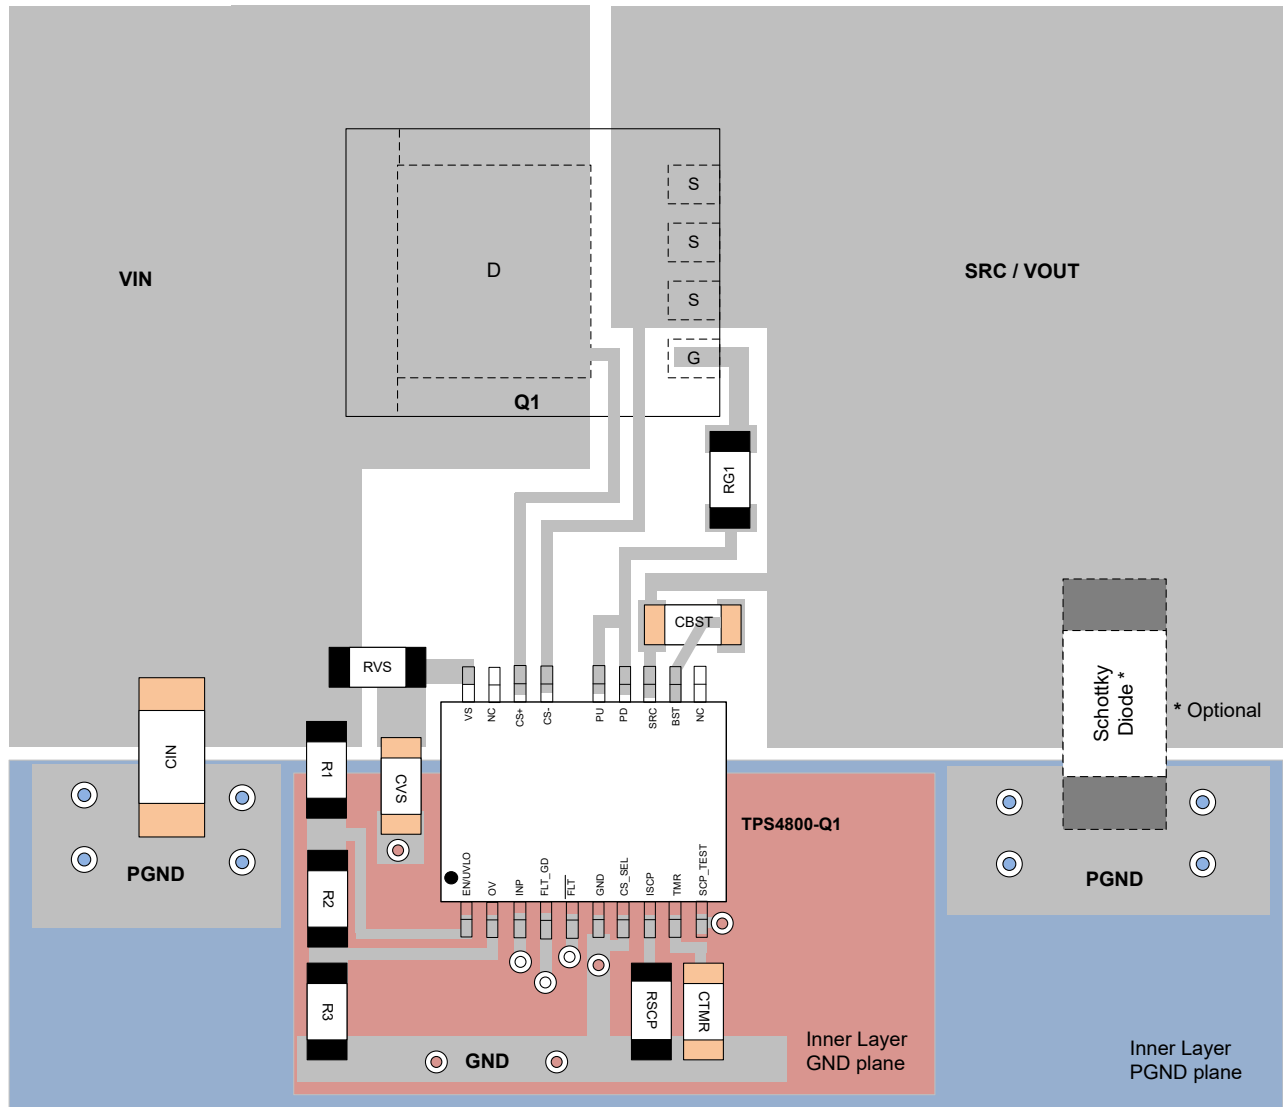 S
S
D
VIN
SRC / VOUT
S
G
Q1
RG1
CBST
RVS
VS
NC
CS+
CS-
PU
PD
SRC
BST
NC
Schottky
Diode *
* Optional
CIN
R1
CVS
TPS4800-Q1
EN/UVLO
OV
INP
FLT_GD
FLT
GND
CS_SEL
ISCP
TMR
SCP_TEST
PGND
PGND
R2
R3
RSCP
CTMR
GND
Inner Layer
GND plane
Inner Layer
PGND plane